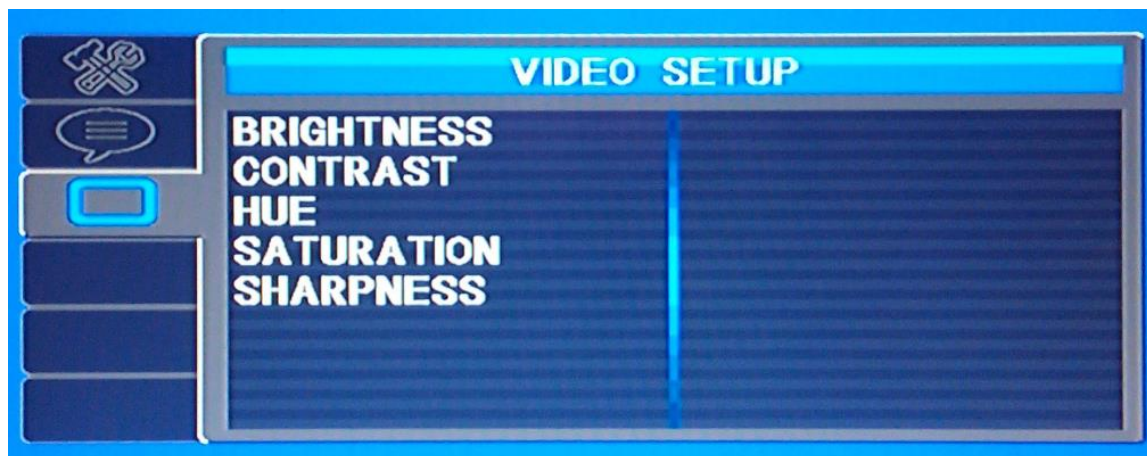 VIDEO SETUP
BRIGHTNESS
CONTRAST
HUE
SATURATION
SHARPNESS